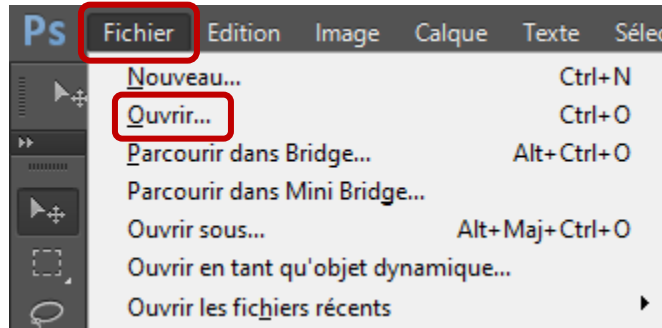 Ps Fichier Edition Image Calque Texte Sélec
Nouveau... Ctrl+N
Ouvrir... Ctrl+O
Parcourir dans Bridge... Alt+Ctrl+O
Parcourir dans Mini Bridge...
Ouvrir sous... Alt+Maj+Ctrl+O
Ouvrir en tant qu'objet dynamique...
Ouvrir les fichiers récents